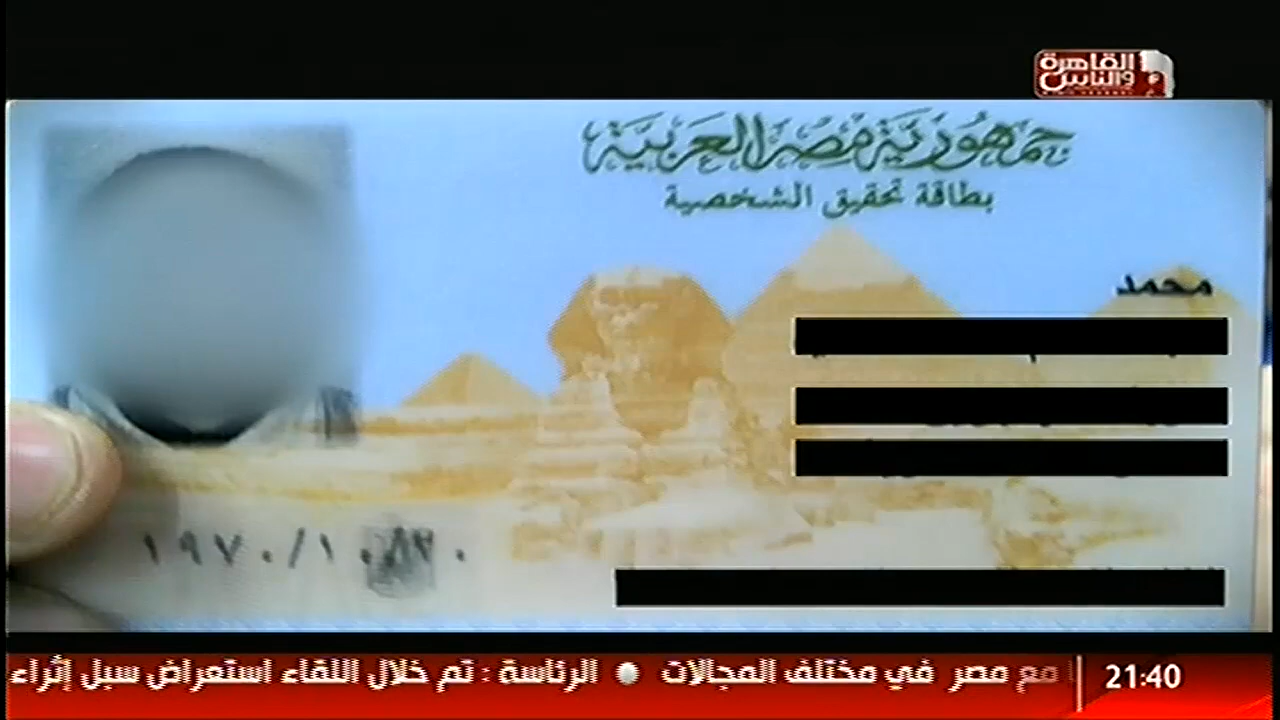 القاهرة
والناس
جمهورية مصر العربية
بطاقة تحقيق الشخصية
محمد
١٩٧٠/١٠/٢٠
ا مع مصر في مختلف المجالات ● الرئاسة : تم خلال اللقاء استعراض سبل إثراء
21:40